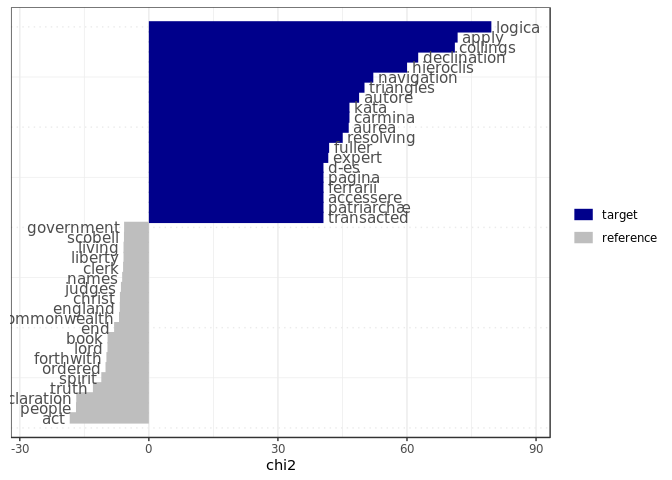 logica
apply
collings
declination
hieroclis
navigation
triangles
autore
kata
carmina
aurea
resolving
fuller
expert
d-es
pagina
ferrarii
accessere
patriarchæ
transacted
government
scobell
living
liberty
clerk
names
judges
christ
england
ommonwealth
end
book
lord
forthwith
ordered
spirit
truth
claration
people
act
target
reference
-30 0 30 60 90
chi2